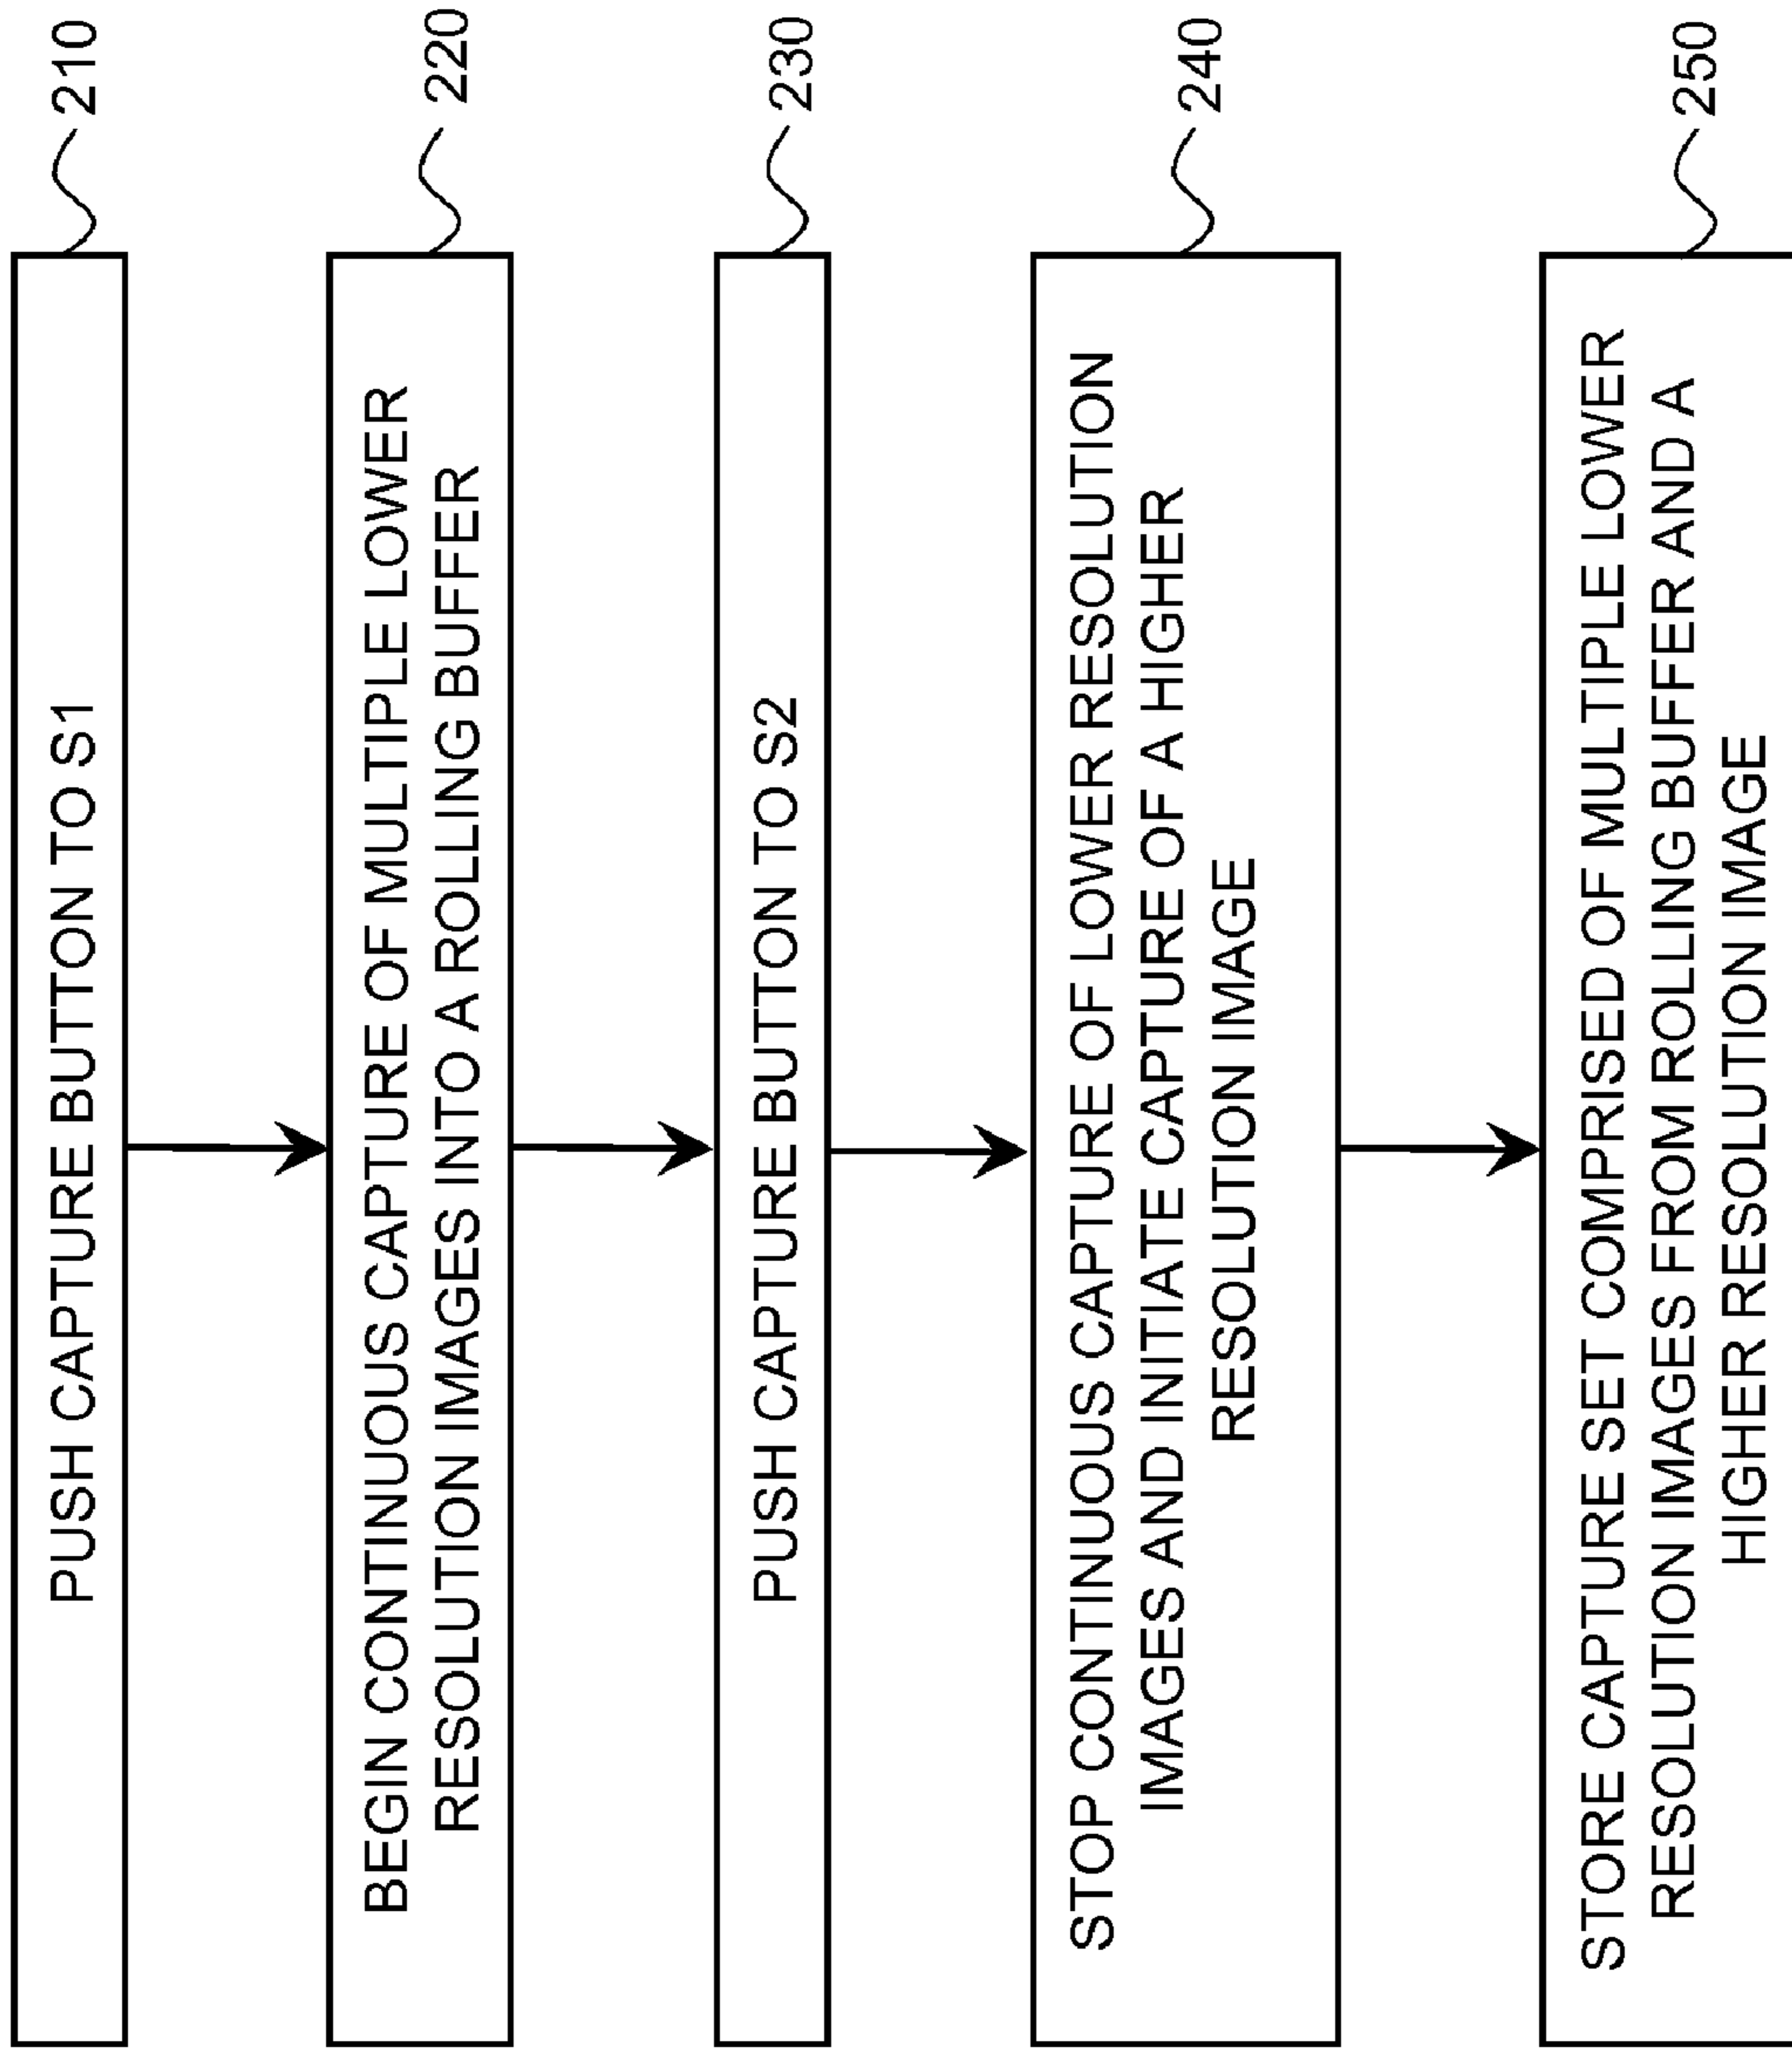 PUSH CAPTURE BUTTON TO S1
210
BEGIN CONTINUOUS CAPTURE OF MULTIPLE LOWER
RESOLUTION IMAGES INTO A ROLLING BUFFER
220
PUSH CAPTURE BUTTON TO S2
230
STOP CONTINUOUS CAPTURE OF LOWER RESOLUTION
IMAGES AND INITIATE CAPTURE OF A HIGHER
RESOLUTION IMAGE
240
STORE CAPTURE SET COMPRISED OF MULTIPLE LOWER
RESOLUTION IMAGES FROM ROLLING BUFFER AND A
HIGHER RESOLUTION IMAGE
250